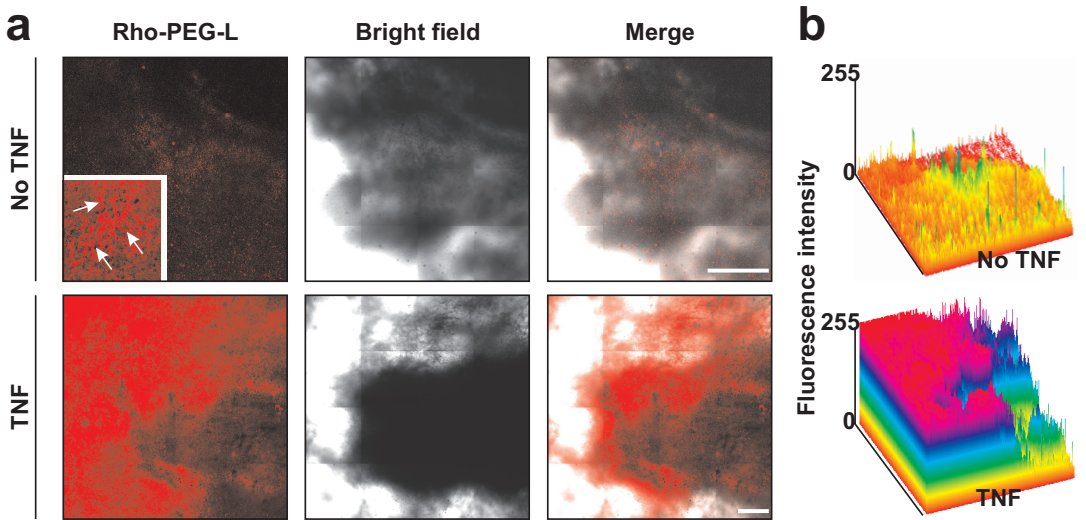 a
Rho-PEG-L
Bright field
Merge
No TNF
TNF
b
Fluorescence intensity
255
0
No TNF
255
0
TNF